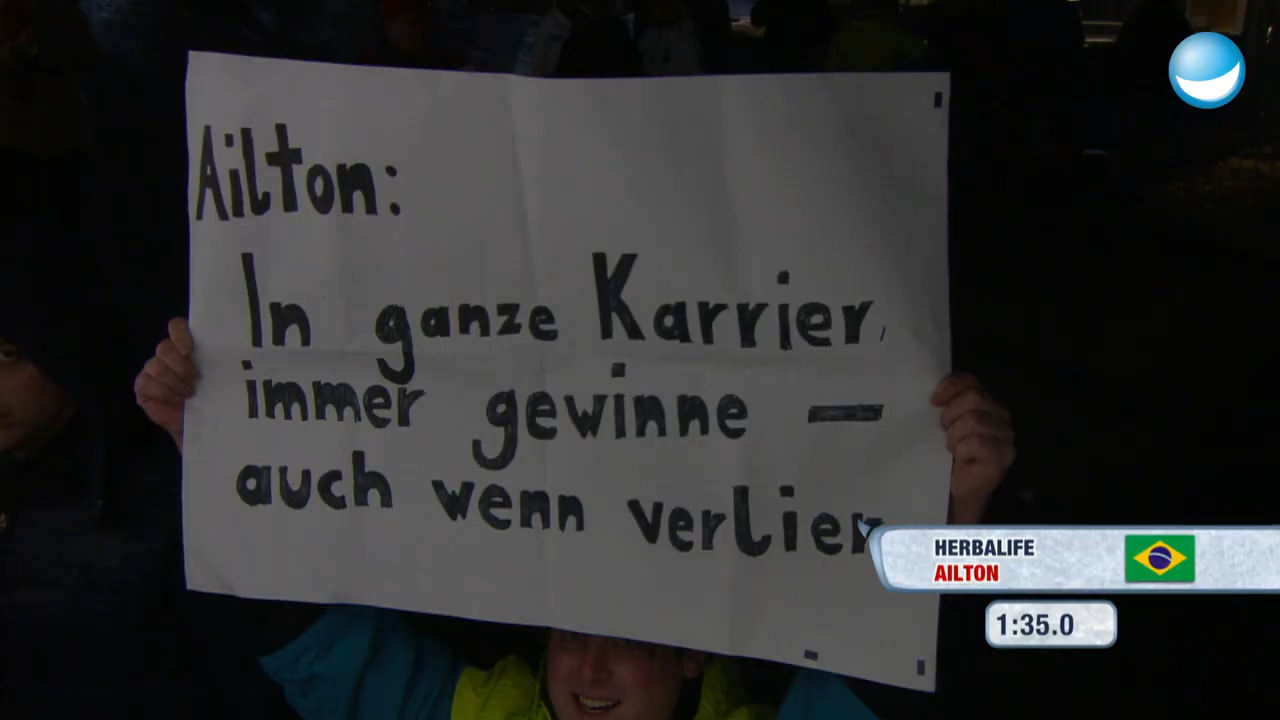 Ailton:
In ganze Karrier,
immer gewinne –
auch wenn verlier
HERBALIFE
AILTON
1:35.0